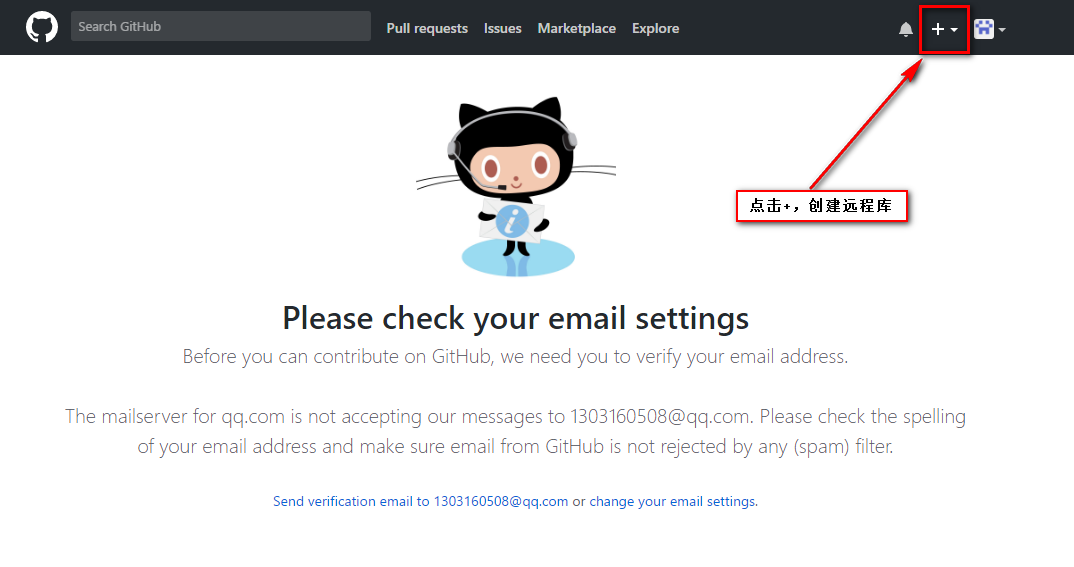 Search GitHub
Pull requests
Issues
Marketplace
Explore
点击+，创建远程库
Please check your email settings
Before you can contribute on GitHub, we need you to verify your email address.
The mailserver for qq.com is not accepting our messages to 1303160508@qq.com. Please check the spelling
of your email address and make sure email from GitHub is not rejected by any (spam) filter.
Send verification email to 1303160508@qq.com or change your email settings.